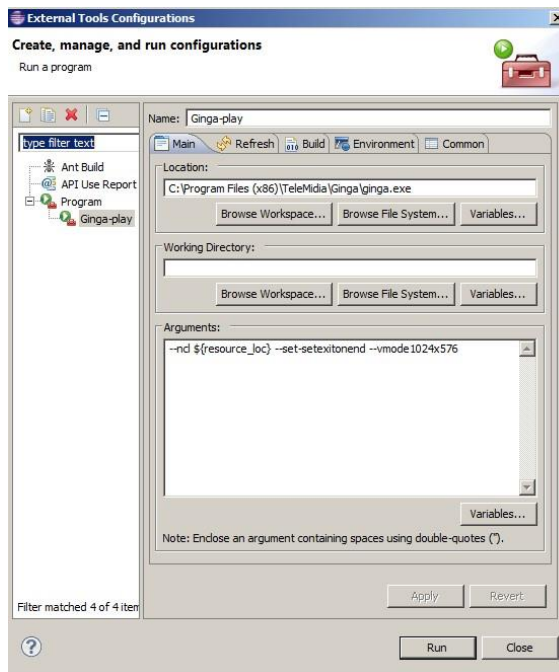 External Tools Configurations
Create, manage, and run configurations
Run a program
type filter text
Ant Build
API Use Report
Program
Ginga-play
Filter matched 4 of 4 item
Name: Ginga-play
Main Refresh Build Environment Common
Location:
C:\Program Files (x86)\TeleMidia\Ginga\ginga.exe
Browse Workspace... Browse File System... Variables...
Working Directory:
Browse Workspace... Browse File System... Variables...
Arguments:
--ncl ${resource_loc} --set-setexitonend --vmode1024x576
Variables...
Note: Enclose an argument containing spaces using double-quotes (").
Apply Revert
Run Close